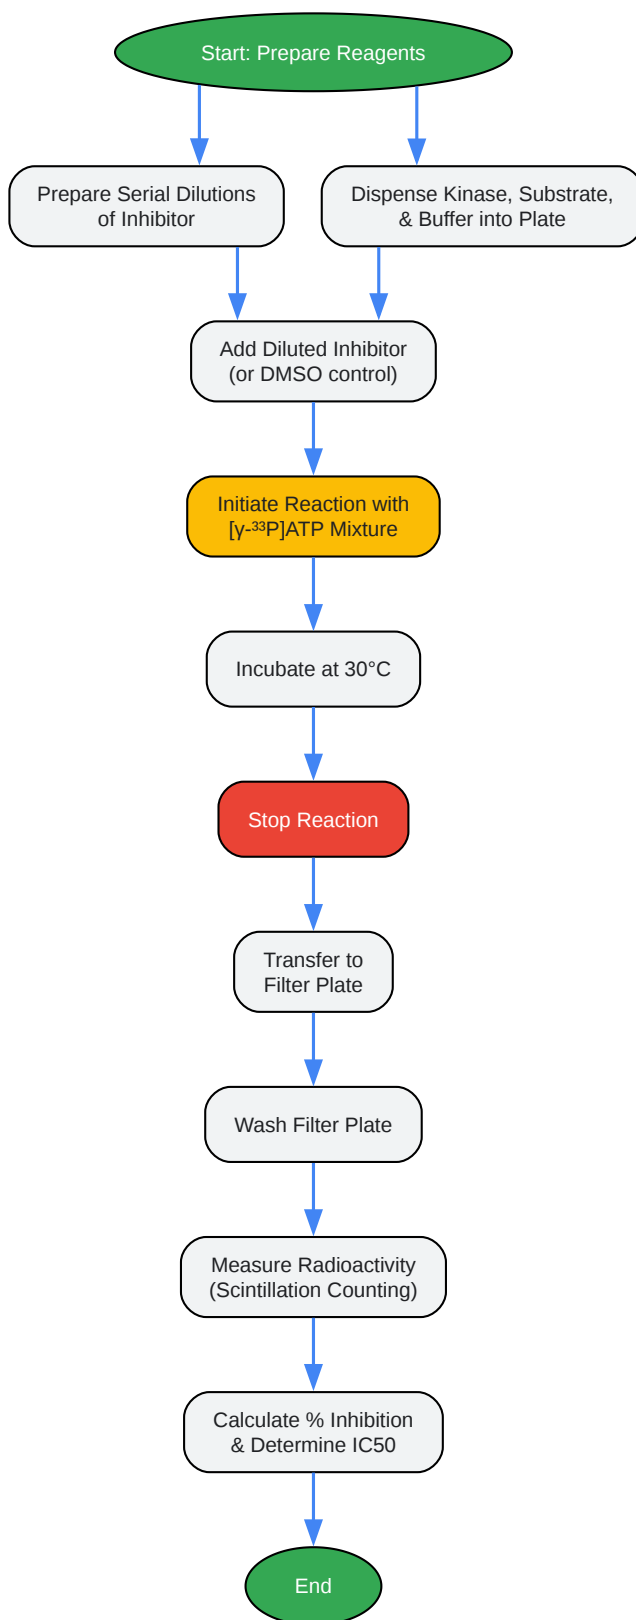 Start: Prepare Reagents
Prepare Serial Dilutions
of Inhibitor
Dispense Kinase, Substrate,
& Buffer into Plate
Add Diluted Inhibitor
(or DMSO control)
Initiate Reaction with
[γ-³³P]ATP Mixture
Incubate at 30°C
Stop Reaction
Transfer to
Filter Plate
Wash Filter Plate
Measure Radioactivity
(Scintillation Counting)
Calculate % Inhibition
& Determine IC50
End